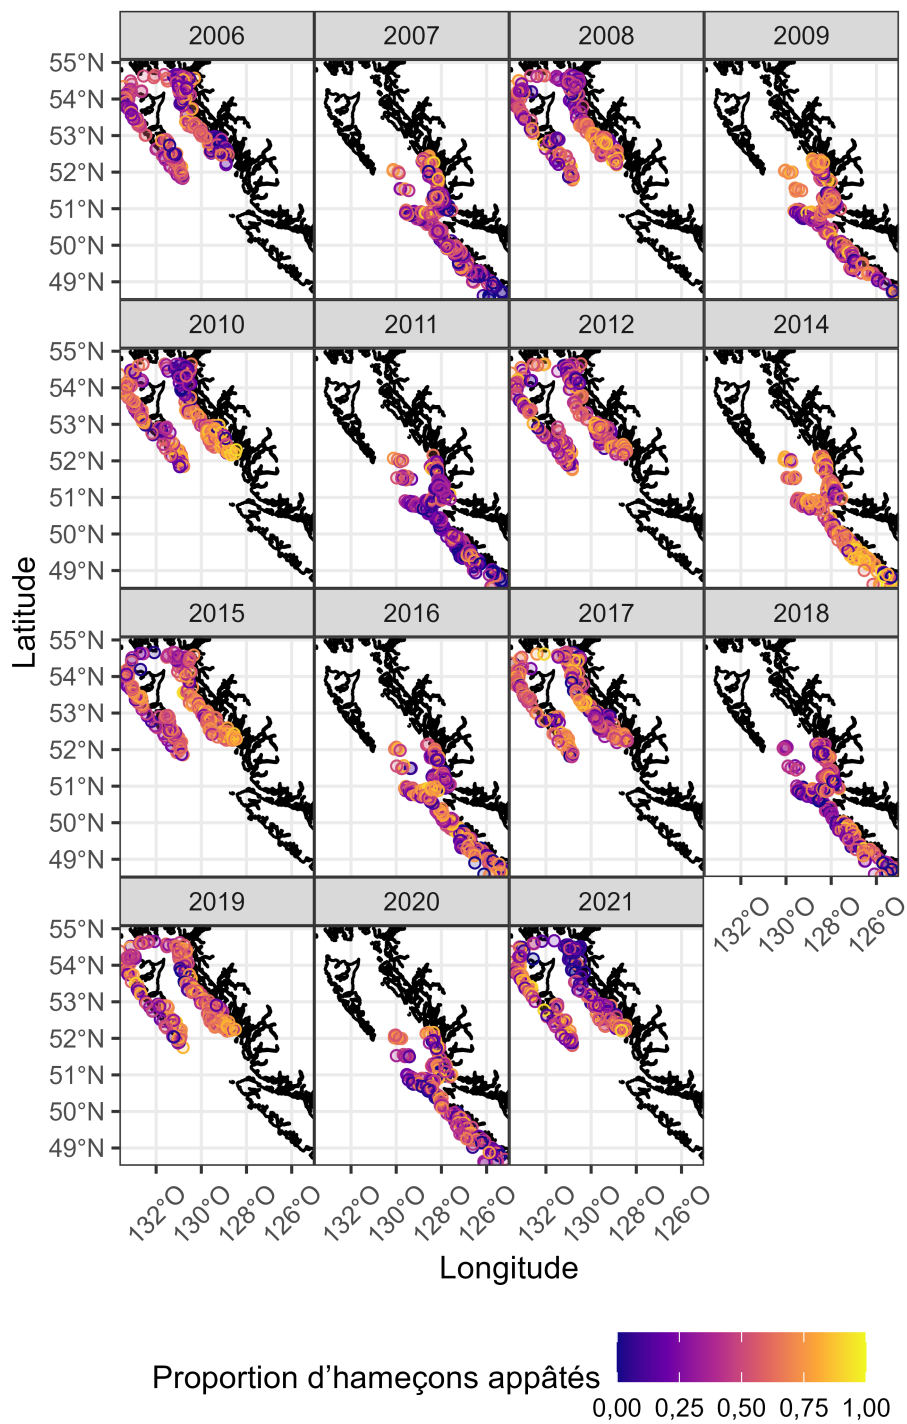 2006 2007 2008 2009
55°N
54°N
53°N
52°N
51°N
50°N
49°N
2010 2011 2012 2014
55°N
54°N
53°N
52°N
51°N
50°N
49°N
Latitude
2015 2016 2017 2018
55°N
54°N
53°N
52°N
51°N
50°N
49°N
132°O 130°O 128°O 126°O
2019 2020 2021
55°N
54°N
53°N
52°N
51°N
50°N
49°N
132°O 130°O 128°O 126°O 132°O 130°O 128°O 126°O 132°O 130°O 128°O 126°O
Longitude
Proportion d’hameçons appâtés
0,00 0,25 0,50 0,75 1,00